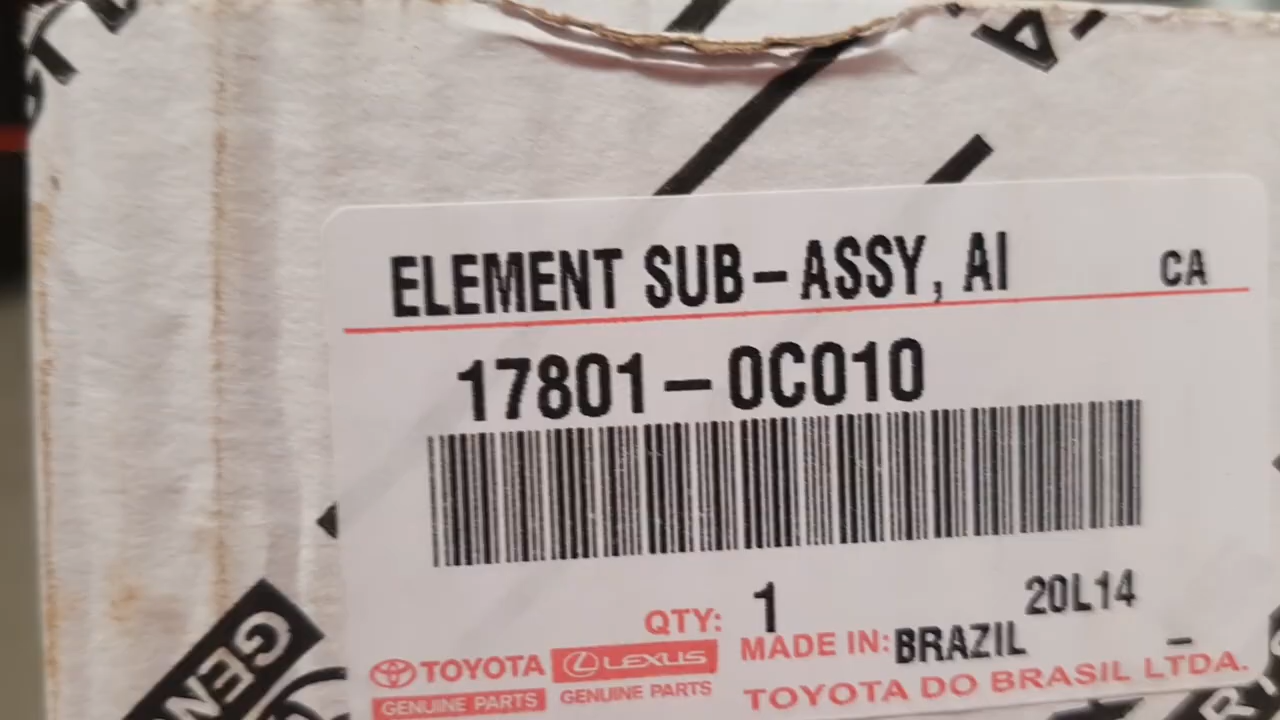 ELEMENT SUB-ASSY, AI CA
17801-0C010
QTY: 1 20L14
MADE IN: BRAZIL -
TOYOTA LEXUS
GENUINE PARTS GENUINE PARTS
TOYOTA DO BRASIL LTDA.
GEN